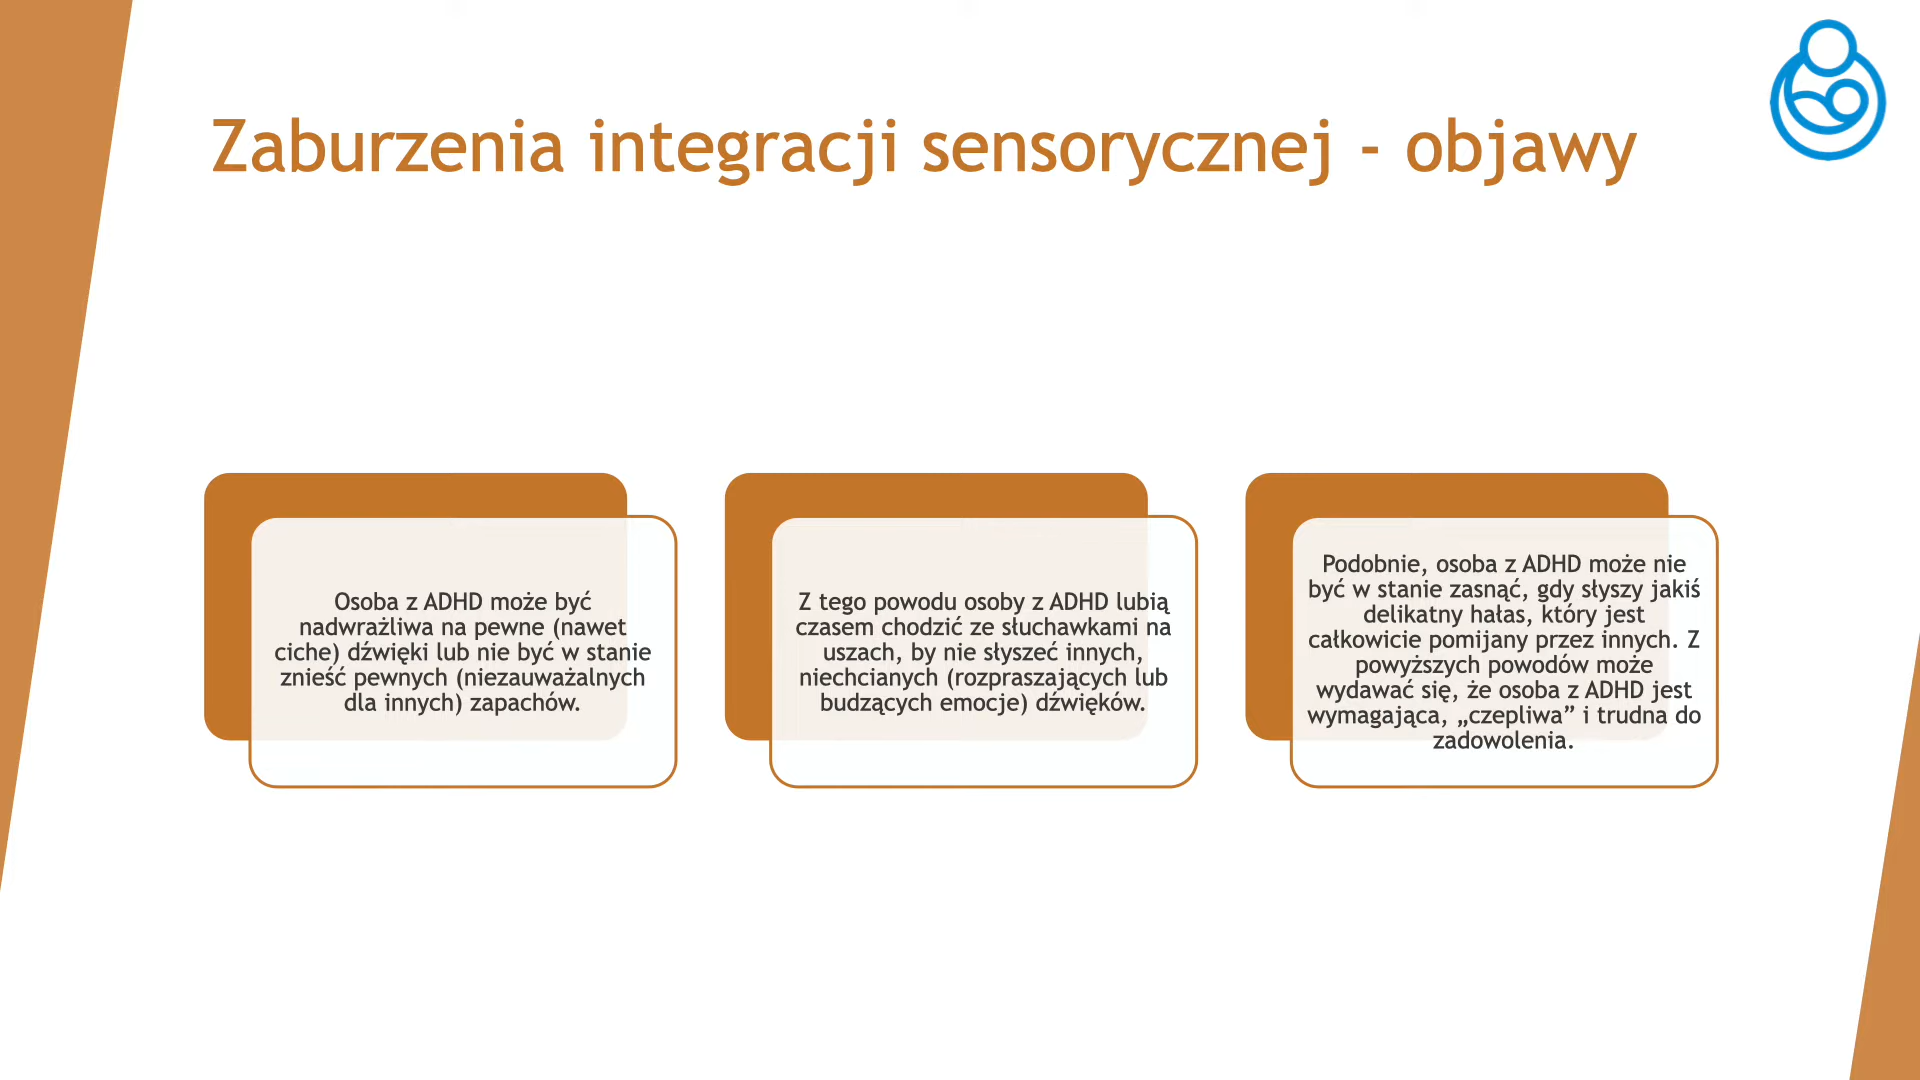 Zaburzenia integracji sensorycznej - objawy
Osoba z ADHD może być
nadwrażliwa na pewne (nawet
ciche) dźwięki lub nie być w stanie
znieść pewnych (niezauważalnych
dla innych) zapachów.
Z tego powodu osoby z ADHD lubią
czasem chodzić ze słuchawkami na
uszach, by nie słyszeć innych,
niechcianych (rozpraszających lub
budzących emocje) dźwięków.
Podobnie, osoba z ADHD może nie
być w stanie zasnąć, gdy słyszy jakiś
delikatny hałas, który jest
całkowicie pomijany przez innych. Z
powyższych powodów może
wydawać się, że osoba z ADHD jest
wymagająca, „czepliwa” i trudna do
zadowolenia.